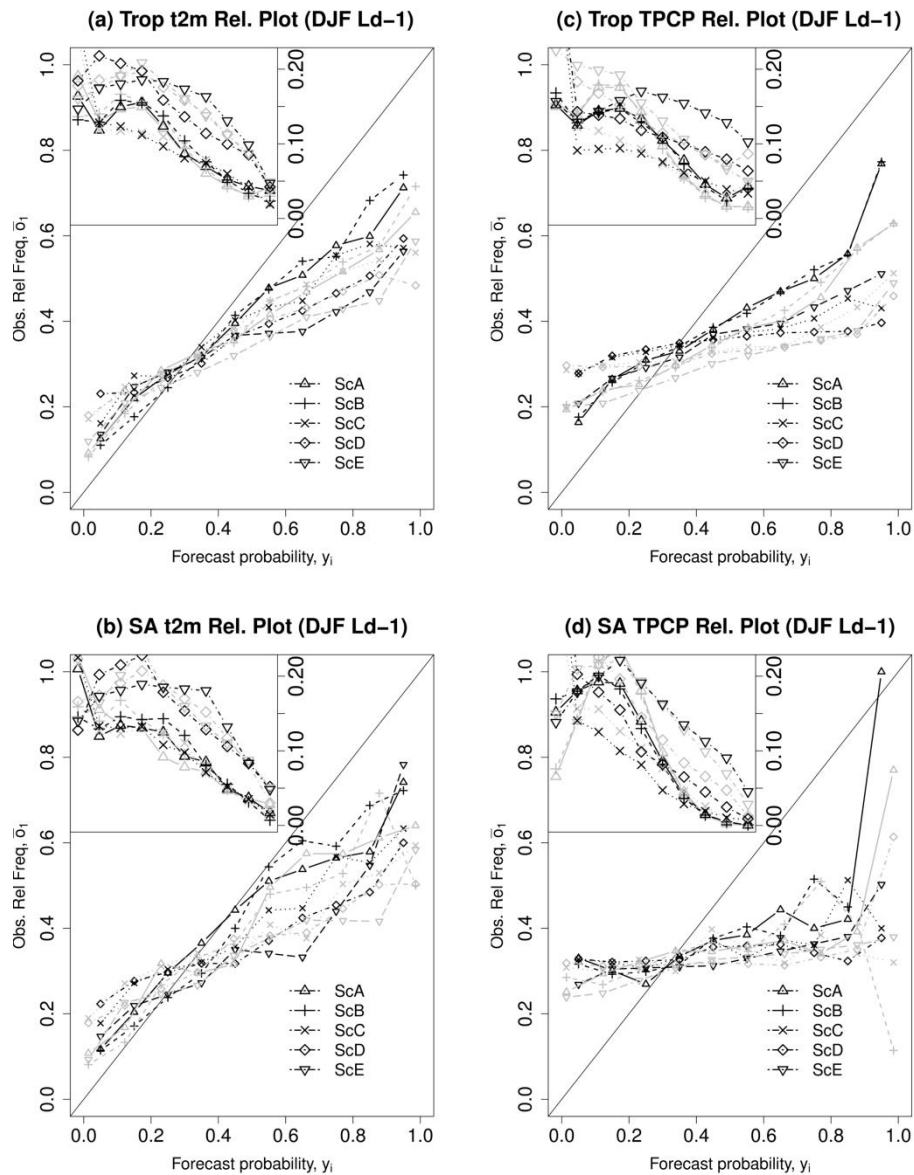 (a) Trop t2m Rel. Plot (DJF Ld−1)
Obs. Rel Freq, o̅₁
0.0 0.2 0.4 0.6 0.8 1.0
0.00 0.10 0.20
ScA
ScB
ScC
ScD
ScE
0.0 0.2 0.4 0.6 0.8 1.0
Forecast probability, yᵢ
(c) Trop TPCP Rel. Plot (DJF Ld−1)
Obs. Rel Freq, o̅₁
0.0 0.2 0.4 0.6 0.8 1.0
0.00 0.10 0.20
ScA
ScB
ScC
ScD
ScE
0.0 0.2 0.4 0.6 0.8 1.0
Forecast probability, yᵢ
(b) SA t2m Rel. Plot (DJF Ld−1)
Obs. Rel Freq, o̅₁
0.0 0.2 0.4 0.6 0.8 1.0
0.00 0.10 0.20
ScA
ScB
ScC
ScD
ScE
0.0 0.2 0.4 0.6 0.8 1.0
Forecast probability, yᵢ
(d) SA TPCP Rel. Plot (DJF Ld−1)
Obs. Rel Freq, o̅₁
0.0 0.2 0.4 0.6 0.8 1.0
0.00 0.10 0.20
ScA
ScB
ScC
ScD
ScE
0.0 0.2 0.4 0.6 0.8 1.0
Forecast probability, yᵢ